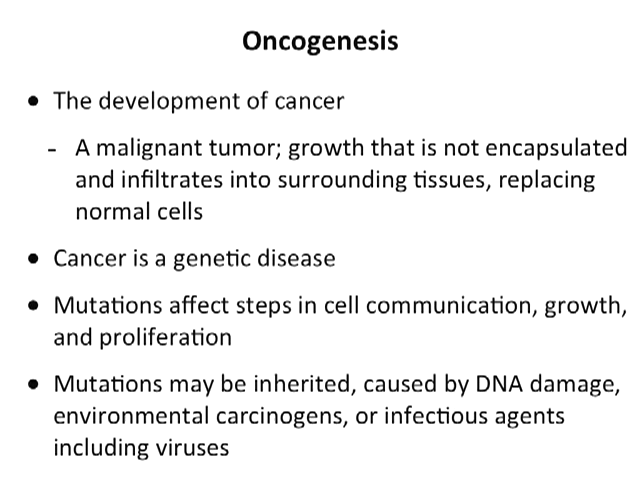 Oncogenesis
• The development of cancer
- A malignant tumor; growth that is not encapsulated
and infiltrates into surrounding tissues, replacing
normal cells
• Cancer is a genetic disease
• Mutations affect steps in cell communication, growth,
and proliferation
• Mutations may be inherited, caused by DNA damage,
environmental carcinogens, or infectious agents
including viruses